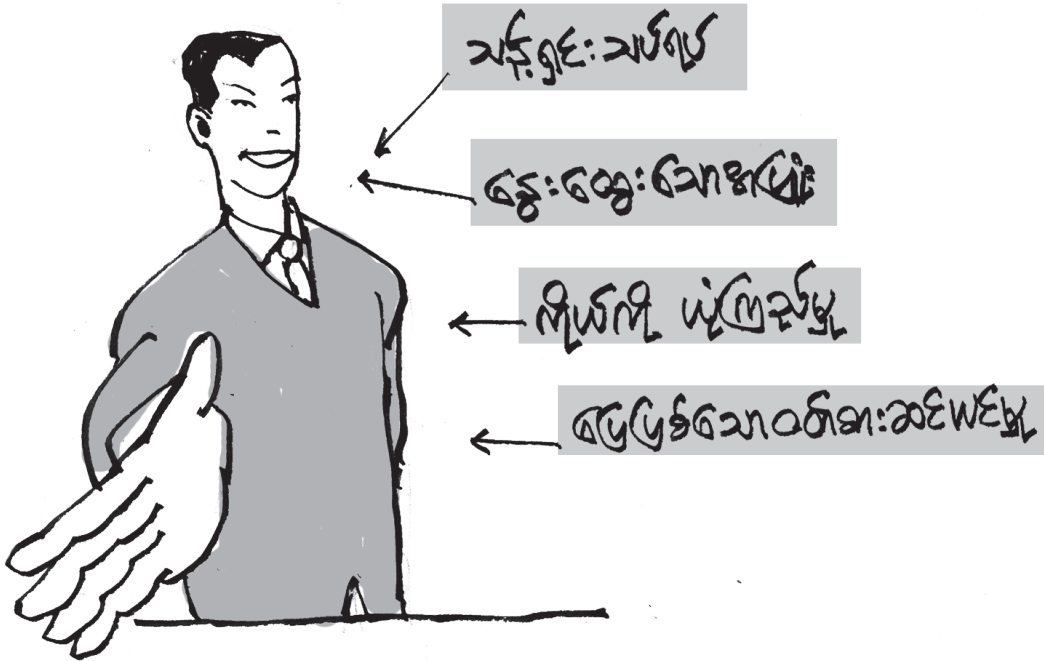 သန့်ရှင်းသပ်ရပ်
နွေးထွေးသောအပြုံး
ကိုယ်ကို ယုံကြည်မှု
ပြေပြစ်သောဝတ်စားဆင်ယင်မှု